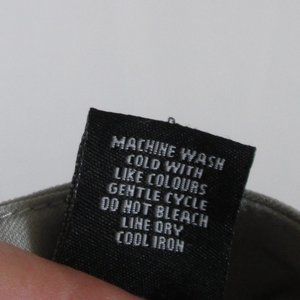 MACHINE WASH
COLD WITH
LIKE COLOURS
GENTLE CYCLE
DO NOT BLEACH
LINE DRY
COOL IRON